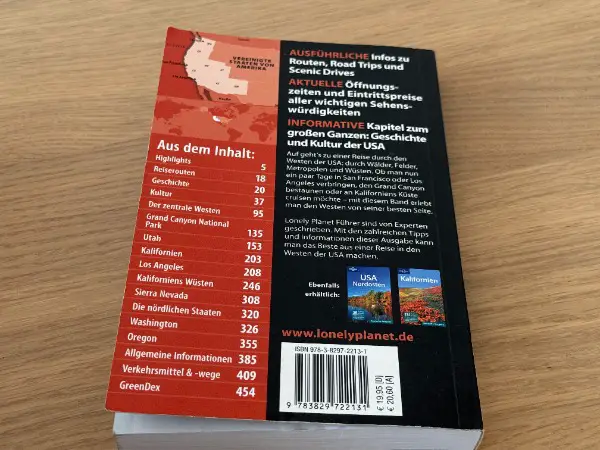 VEREINIGTE
STAATEN VON
AMERIKA
Aus dem Inhalt:
Highlights 5
Reiserouten 18
Geschichte 20
Kultur 37
Der zentrale Westen 95
Grand Canyon National
Park 135
Utah 153
Kalifornien 203
Los Angeles 208
Kaliforniens Wüsten 246
Sierra Nevada 308
Die nördlichen Staaten 320
Washington 326
Oregon 355
Allgemeine Informationen 385
Verkehrsmittel & -wege 409
GreenDex 454
AUSFÜHRLICHE Infos zu
Routen, Road Trips und
Scenic Drives
AKTUELLE Öffnungs-
zeiten und Eintrittspreise
aller wichtigen Sehens-
würdigkeiten
INFORMATIVE Kapitel zum
großen Ganzen: Geschichte
und Kultur der USA
Auf geht's zu einer Reise durch den
Westen der USA: durch Wälder, Felder,
Metropolen und Wüsten. Ob man nun
ein paar Tage in San Francisco oder Los
Angeles verbringen, den Grand Canyon
bestaunen oder an Kaliforniens Küste
cruisen möchte – mit diesem Band erlebt
man den Westen von seiner besten Seite.
Lonely Planet Führer sind von Experten
geschrieben. Mit den zahlreichen Tipps
und Informationen dieser Ausgabe kann
man das Beste aus einer Reise in den
Westen der USA machen.
Ebenfalls
erhältlich:
USA
Nordosten
Kalifornien
www.lonelyplanet.de
ISBN 978-3-8297-2213-1
9 783829 722131
€ 19.95 [D]
€ 20.60 [A]